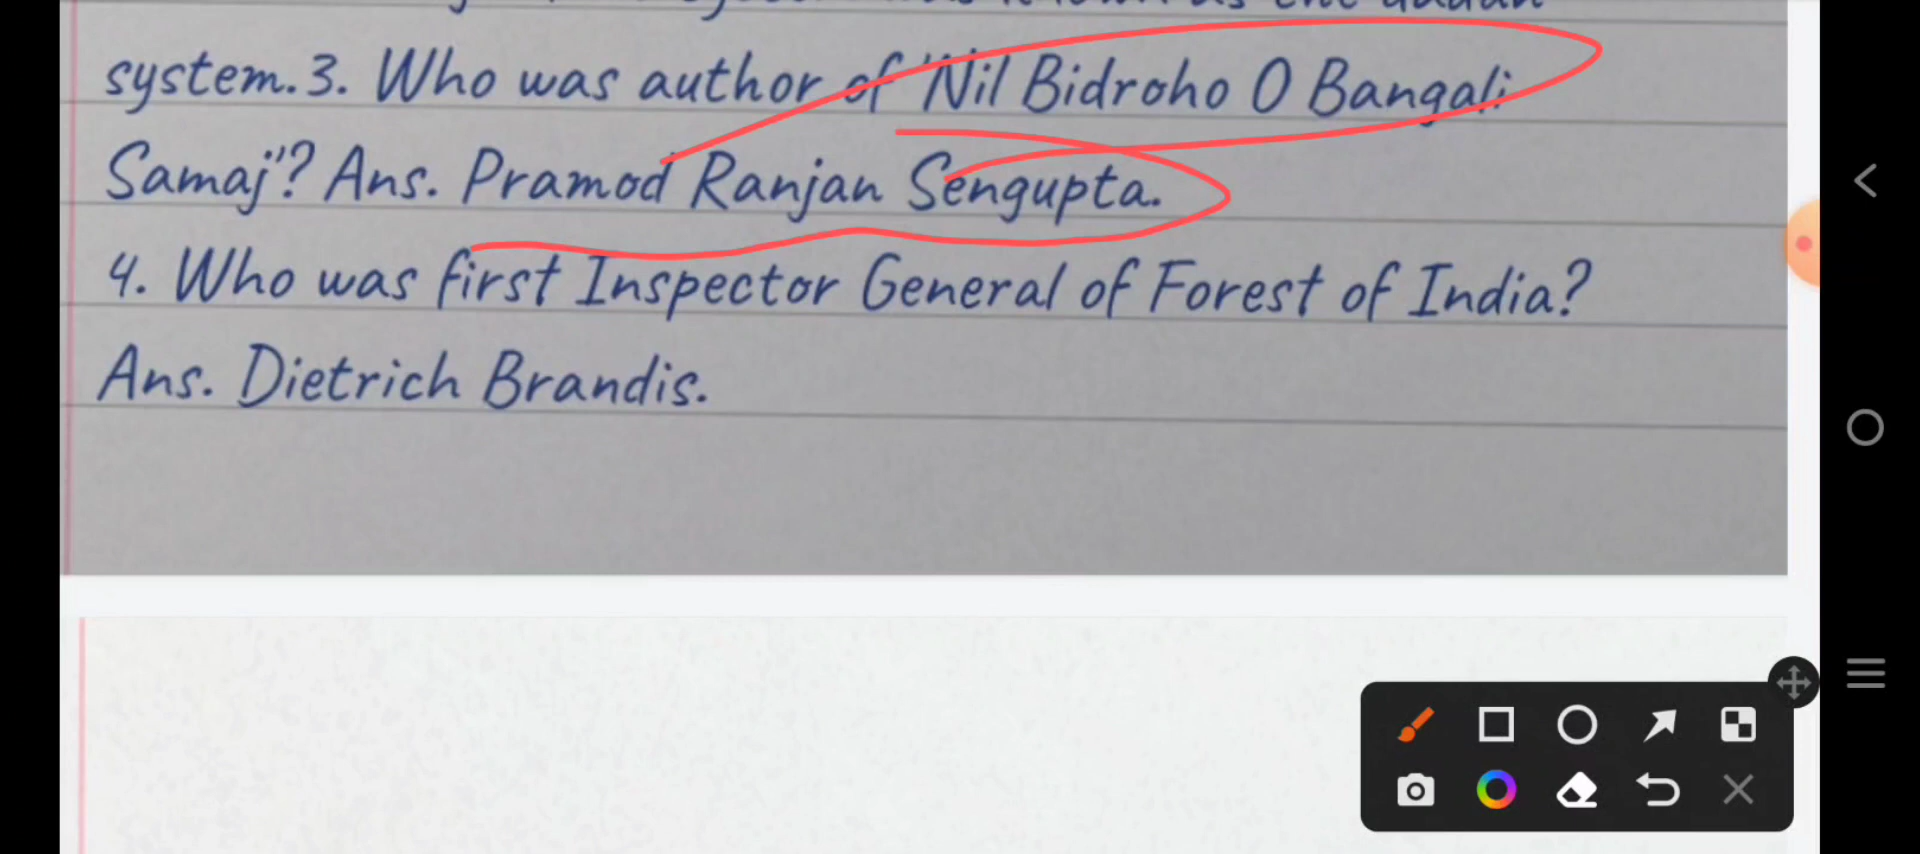 system.3. Who was author of 'Nil Bidroho O Bangali
Samaj'? Ans. Pramod Ranjan Sengupta.
4. Who was first Inspector General of Forest of India?
Ans. Dietrich Brandis.